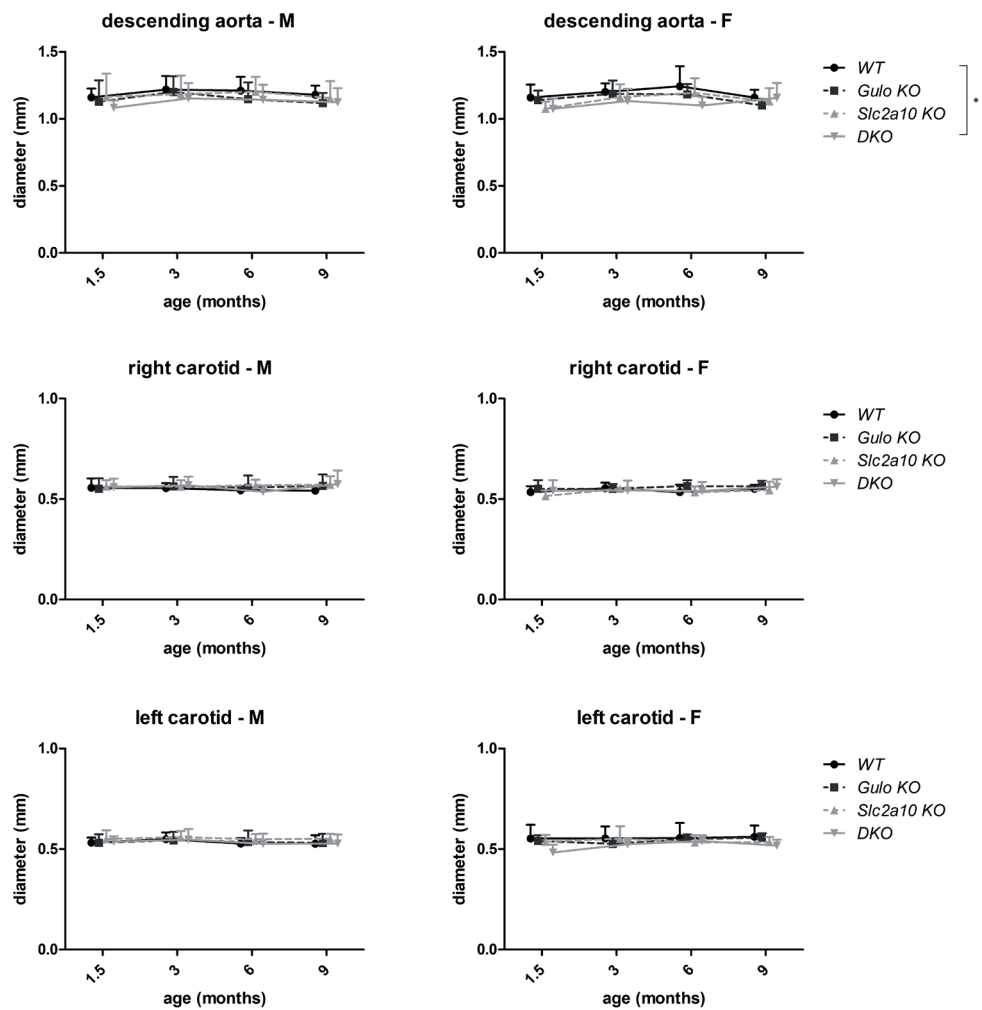 descending aorta - M
diameter (mm)
1.5
1.0
0.5
0.0
1.5
3
6
9
age (months)
descending aorta - F
diameter (mm)
1.5
1.0
0.5
0.0
1.5
3
6
9
age (months)
WT
Gulo KO
Slc2a10 KO
DKO
*
right carotid - M
diameter (mm)
1.0
0.5
0.0
1.5
3
6
9
age (months)
right carotid - F
diameter (mm)
1.0
0.5
0.0
1.5
3
6
9
age (months)
WT
Gulo KO
Slc2a10 KO
DKO
left carotid - M
diameter (mm)
1.0
0.5
0.0
1.5
3
6
9
age (months)
left carotid - F
diameter (mm)
1.0
0.5
0.0
1.5
3
6
9
age (months)
WT
Gulo KO
Slc2a10 KO
DKO